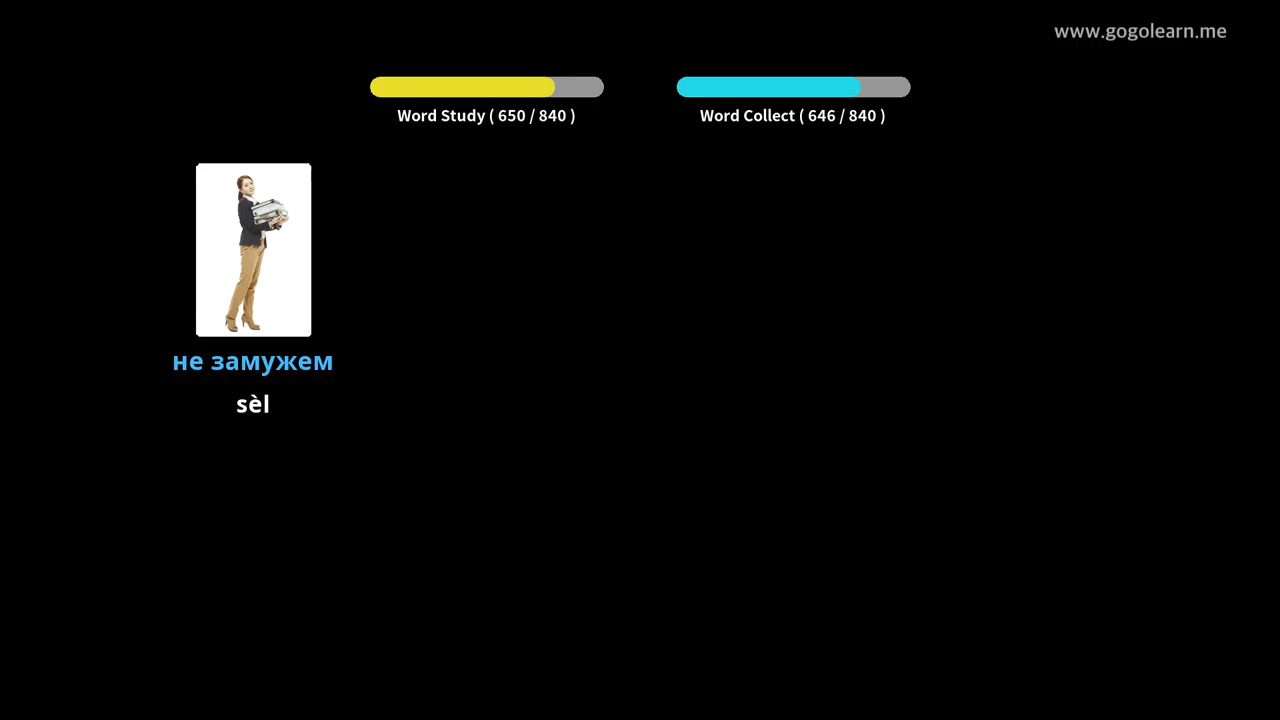 www.gogolearn.me
Word Study ( 650 / 840 )
Word Collect ( 646 / 840 )
не замужем
sèl